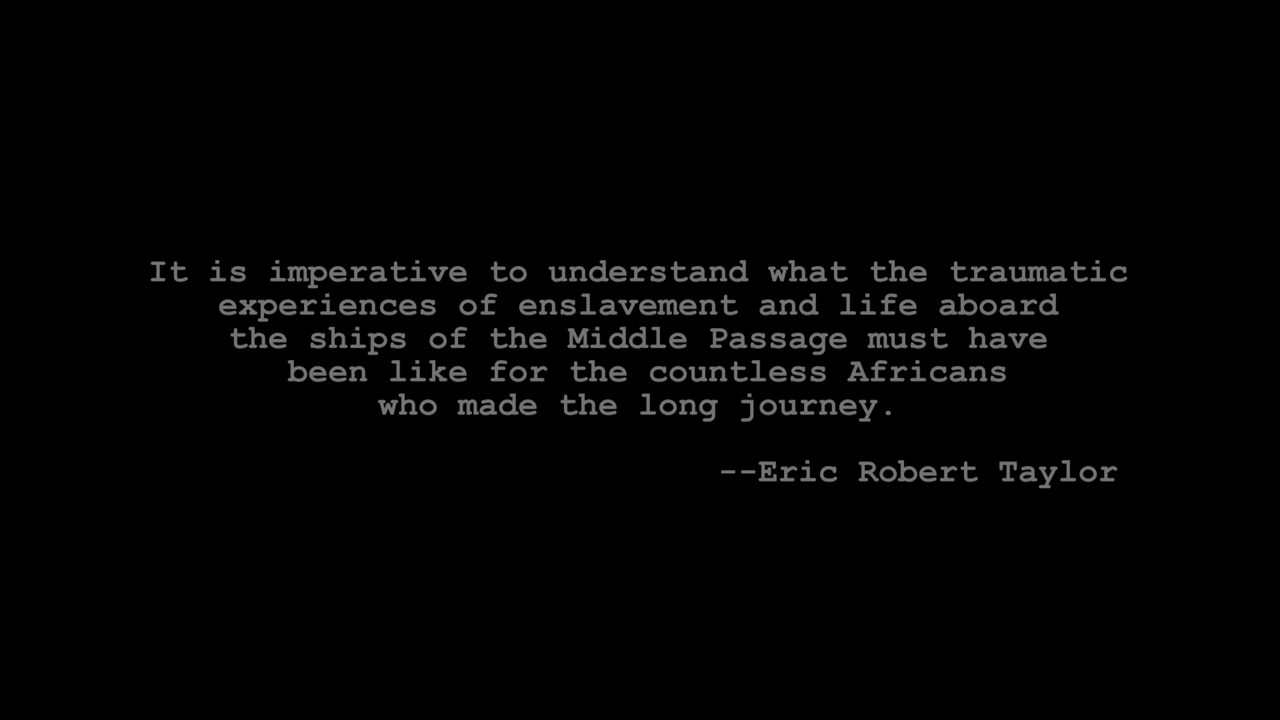 It is imperative to understand what the traumatic
experiences of enslavement and life aboard
the ships of the Middle Passage must have
been like for the countless Africans
who made the long journey.
--Eric Robert Taylor